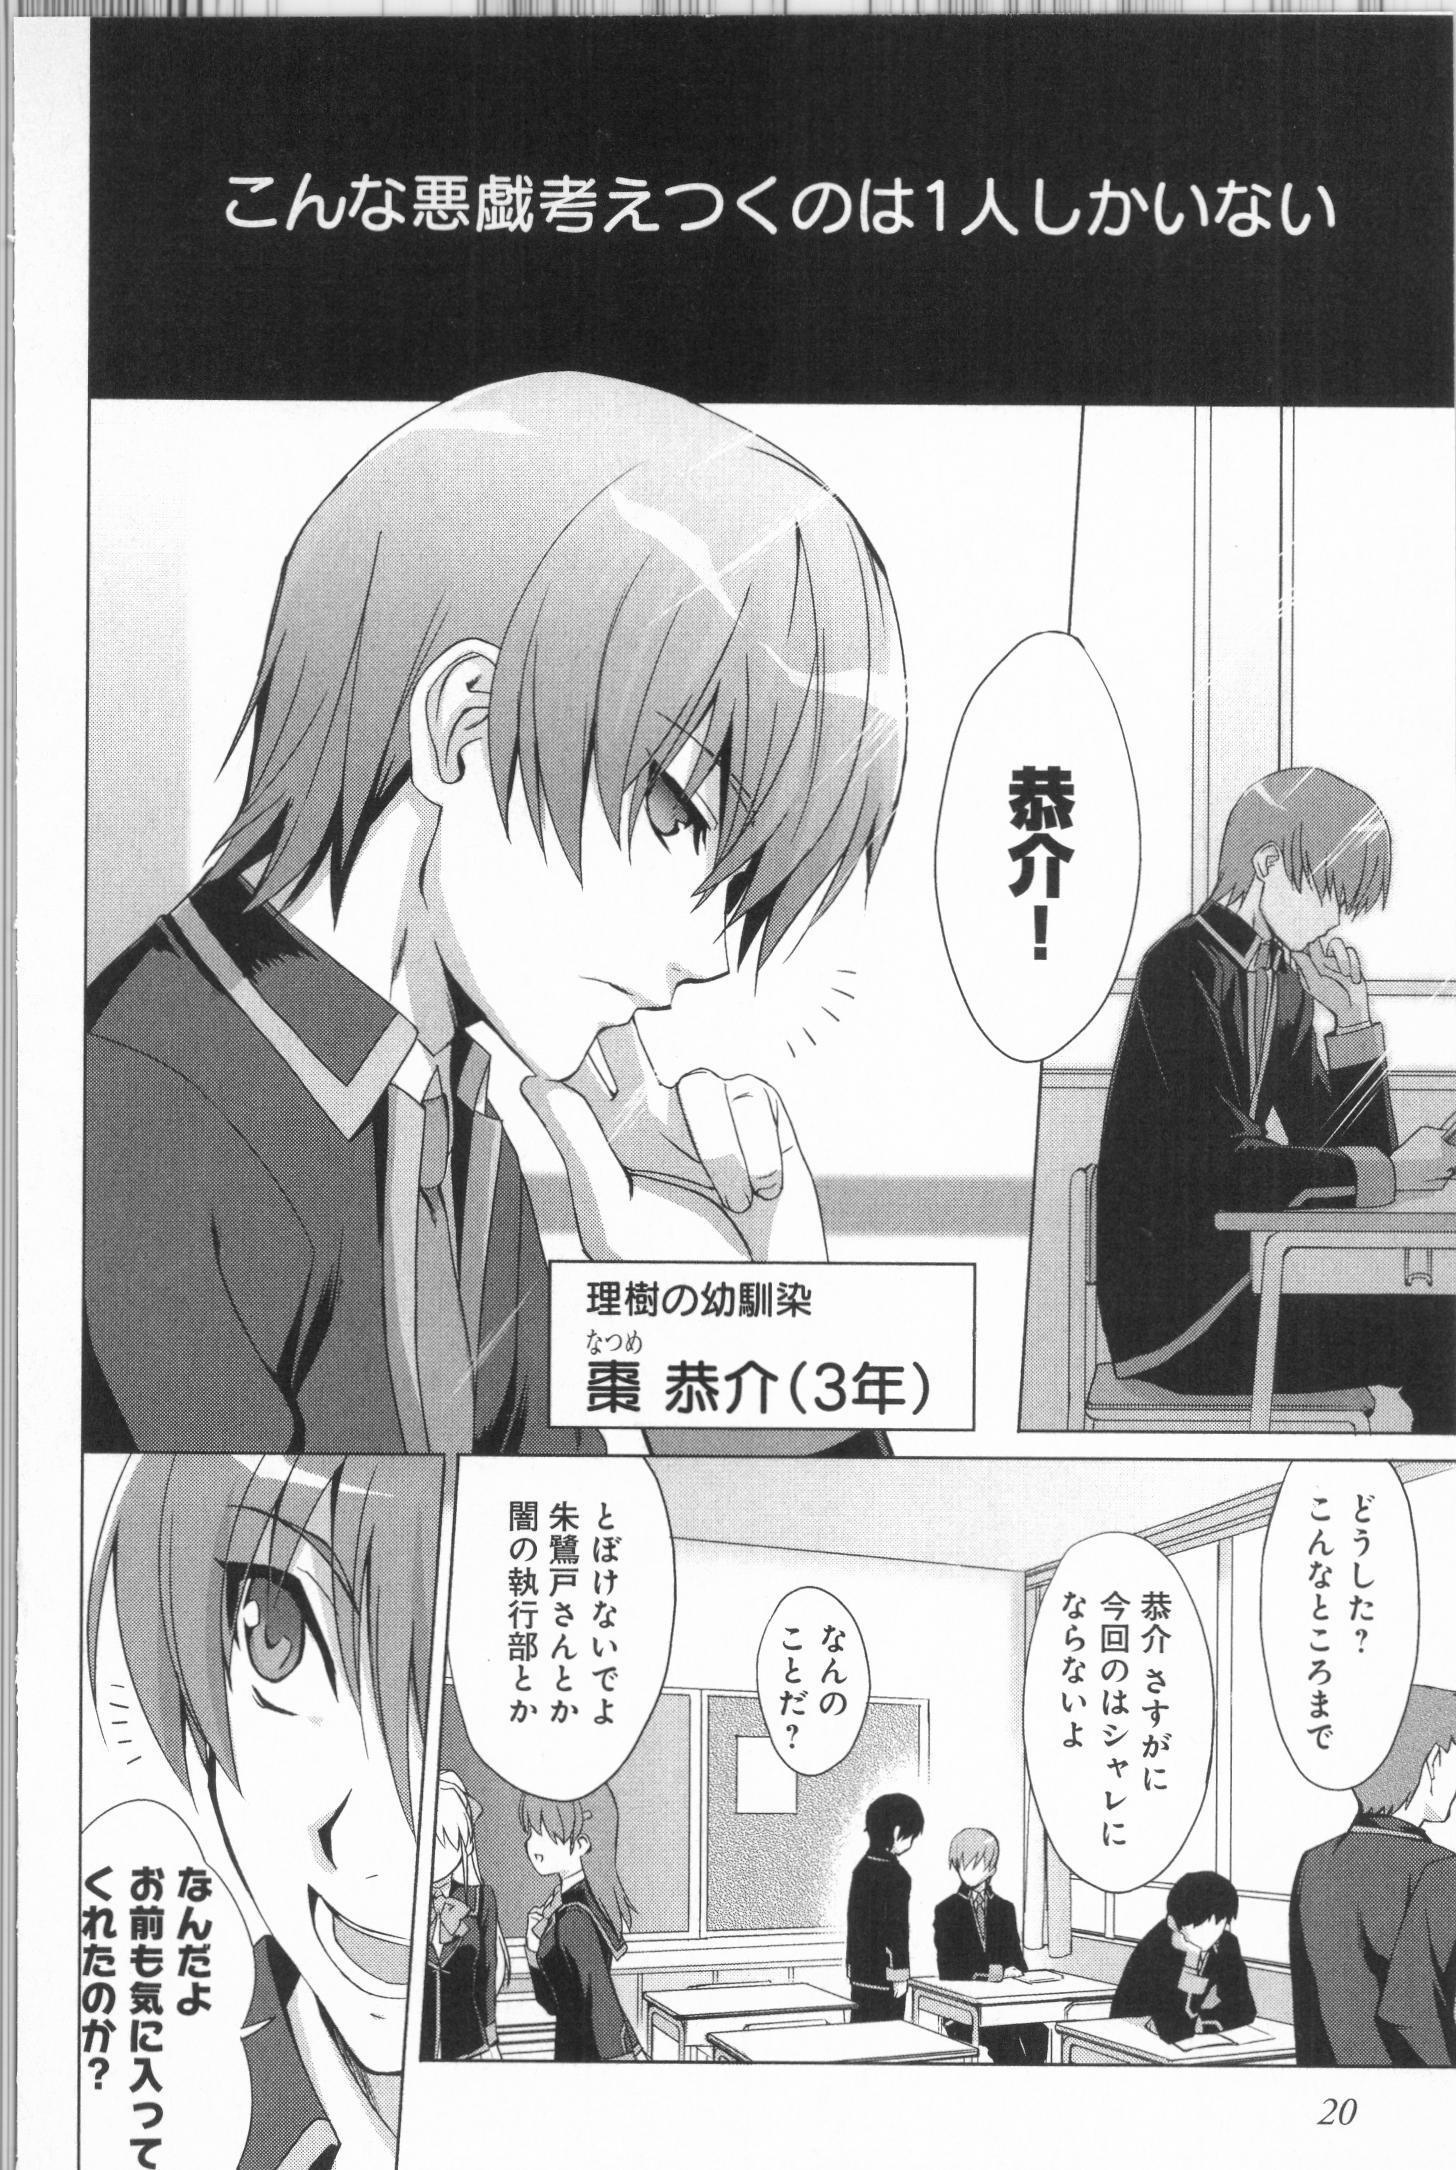 こんな悪戯考えつくのは1人しかいない
恭介！
理樹の幼馴染
なつめ
棗 恭介(3年)
どうした？
こんなところまで
恭介 さすがに
今回のはシャレに
ならないよ
なんの
ことだ？
とぼけないでよ
朱鷺戸さんとか
闇の執行部とか
なんだよ
お前も気に入って
くれたのか？
20